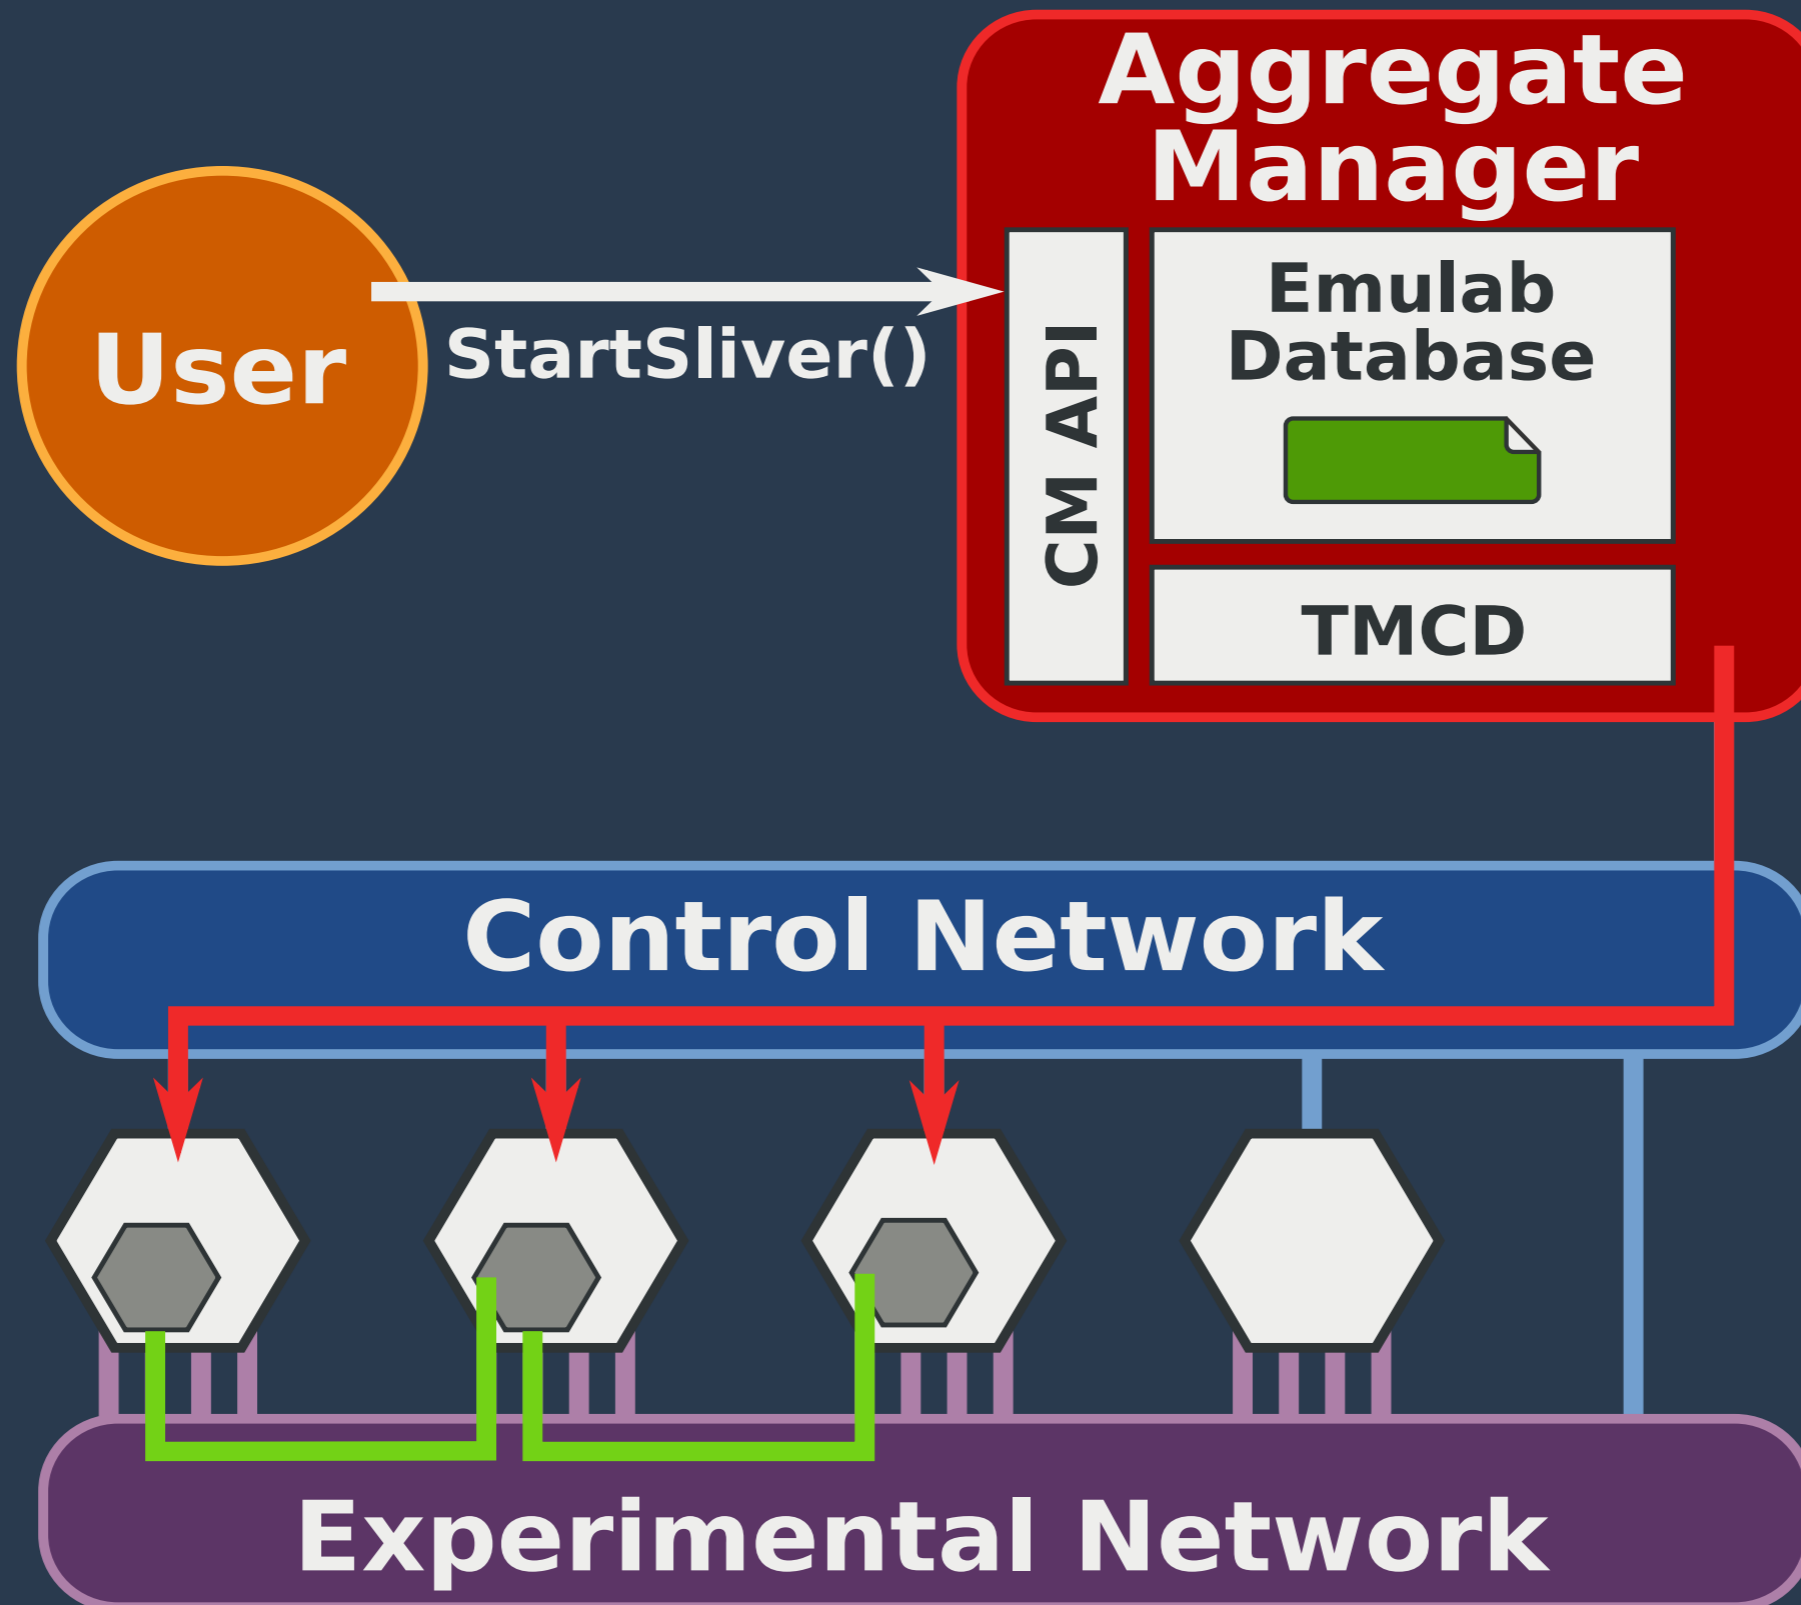 Aggregate
Manager
User
StartSliver()
CM API
Emulab
Database
TMCD
Control Network
Experimental Network